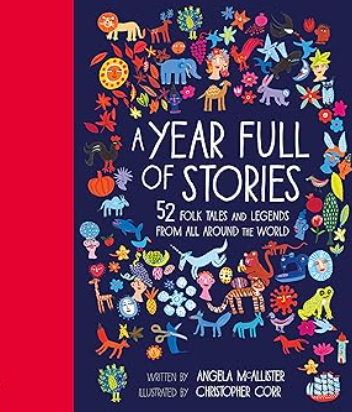 A YEAR FULL
OF STORIES
52 FOLK TALES AND LEGENDS
FROM ALL AROUND THE WORLD
WRITTEN BY ANGELA McALLISTER
ILLUSTRATED BY CHRISTOPHER CORR